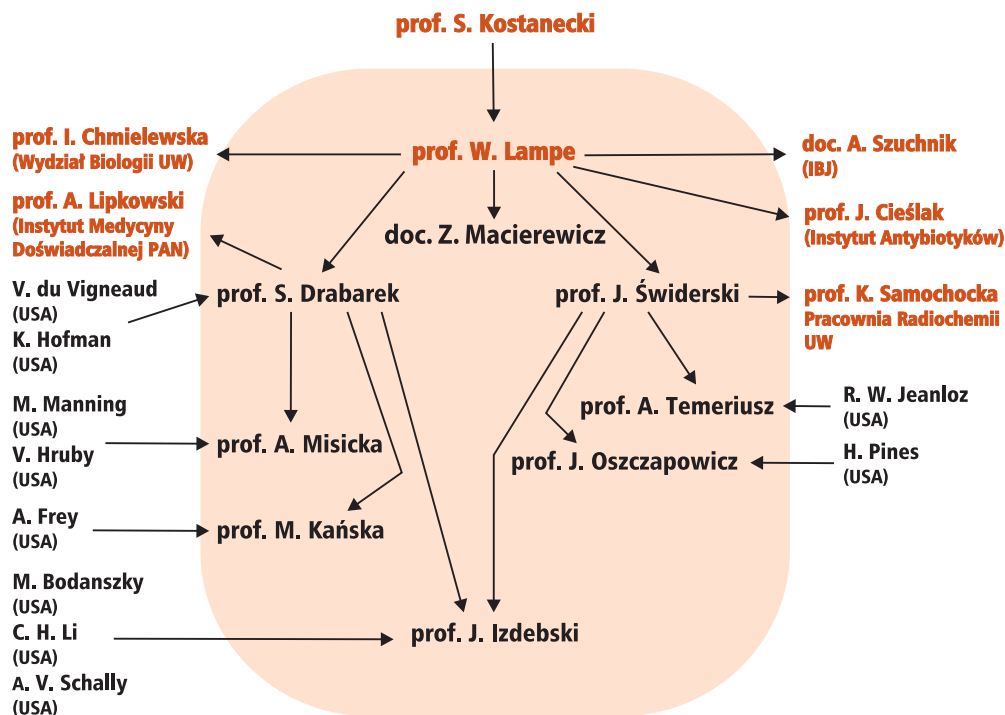 prof. S. Kostanecki
prof. I. Chmielewska
(Wydział Biologii UW)
prof. W. Lampe
doc. A. Szuchnik
(IBJ)
prof. A. Lipkowski
(Instytut Medycyny
Doświadczalnej PAN)
doc. Z. Macierewicz
prof. J. Cieślak
(Instytut Antybiotyków)
V. du Vigneaud
(USA)
K. Hofman
(USA)
prof. S. Drabarek
prof. J. Świderski
prof. K. Samochocka
Pracownia Radiochemii
UW
M. Manning
(USA)
V. Hruby
(USA)
prof. A. Misicka
prof. A. Temeriusz
R. W. Jeanloz
(USA)
prof. J. Oszczapowicz
H. Pines
(USA)
A. Frey
(USA)
prof. M. Kańska
M. Bodanszky
(USA)
C. H. Li
(USA)
A. V. Schally
(USA)
prof. J. Izdebski